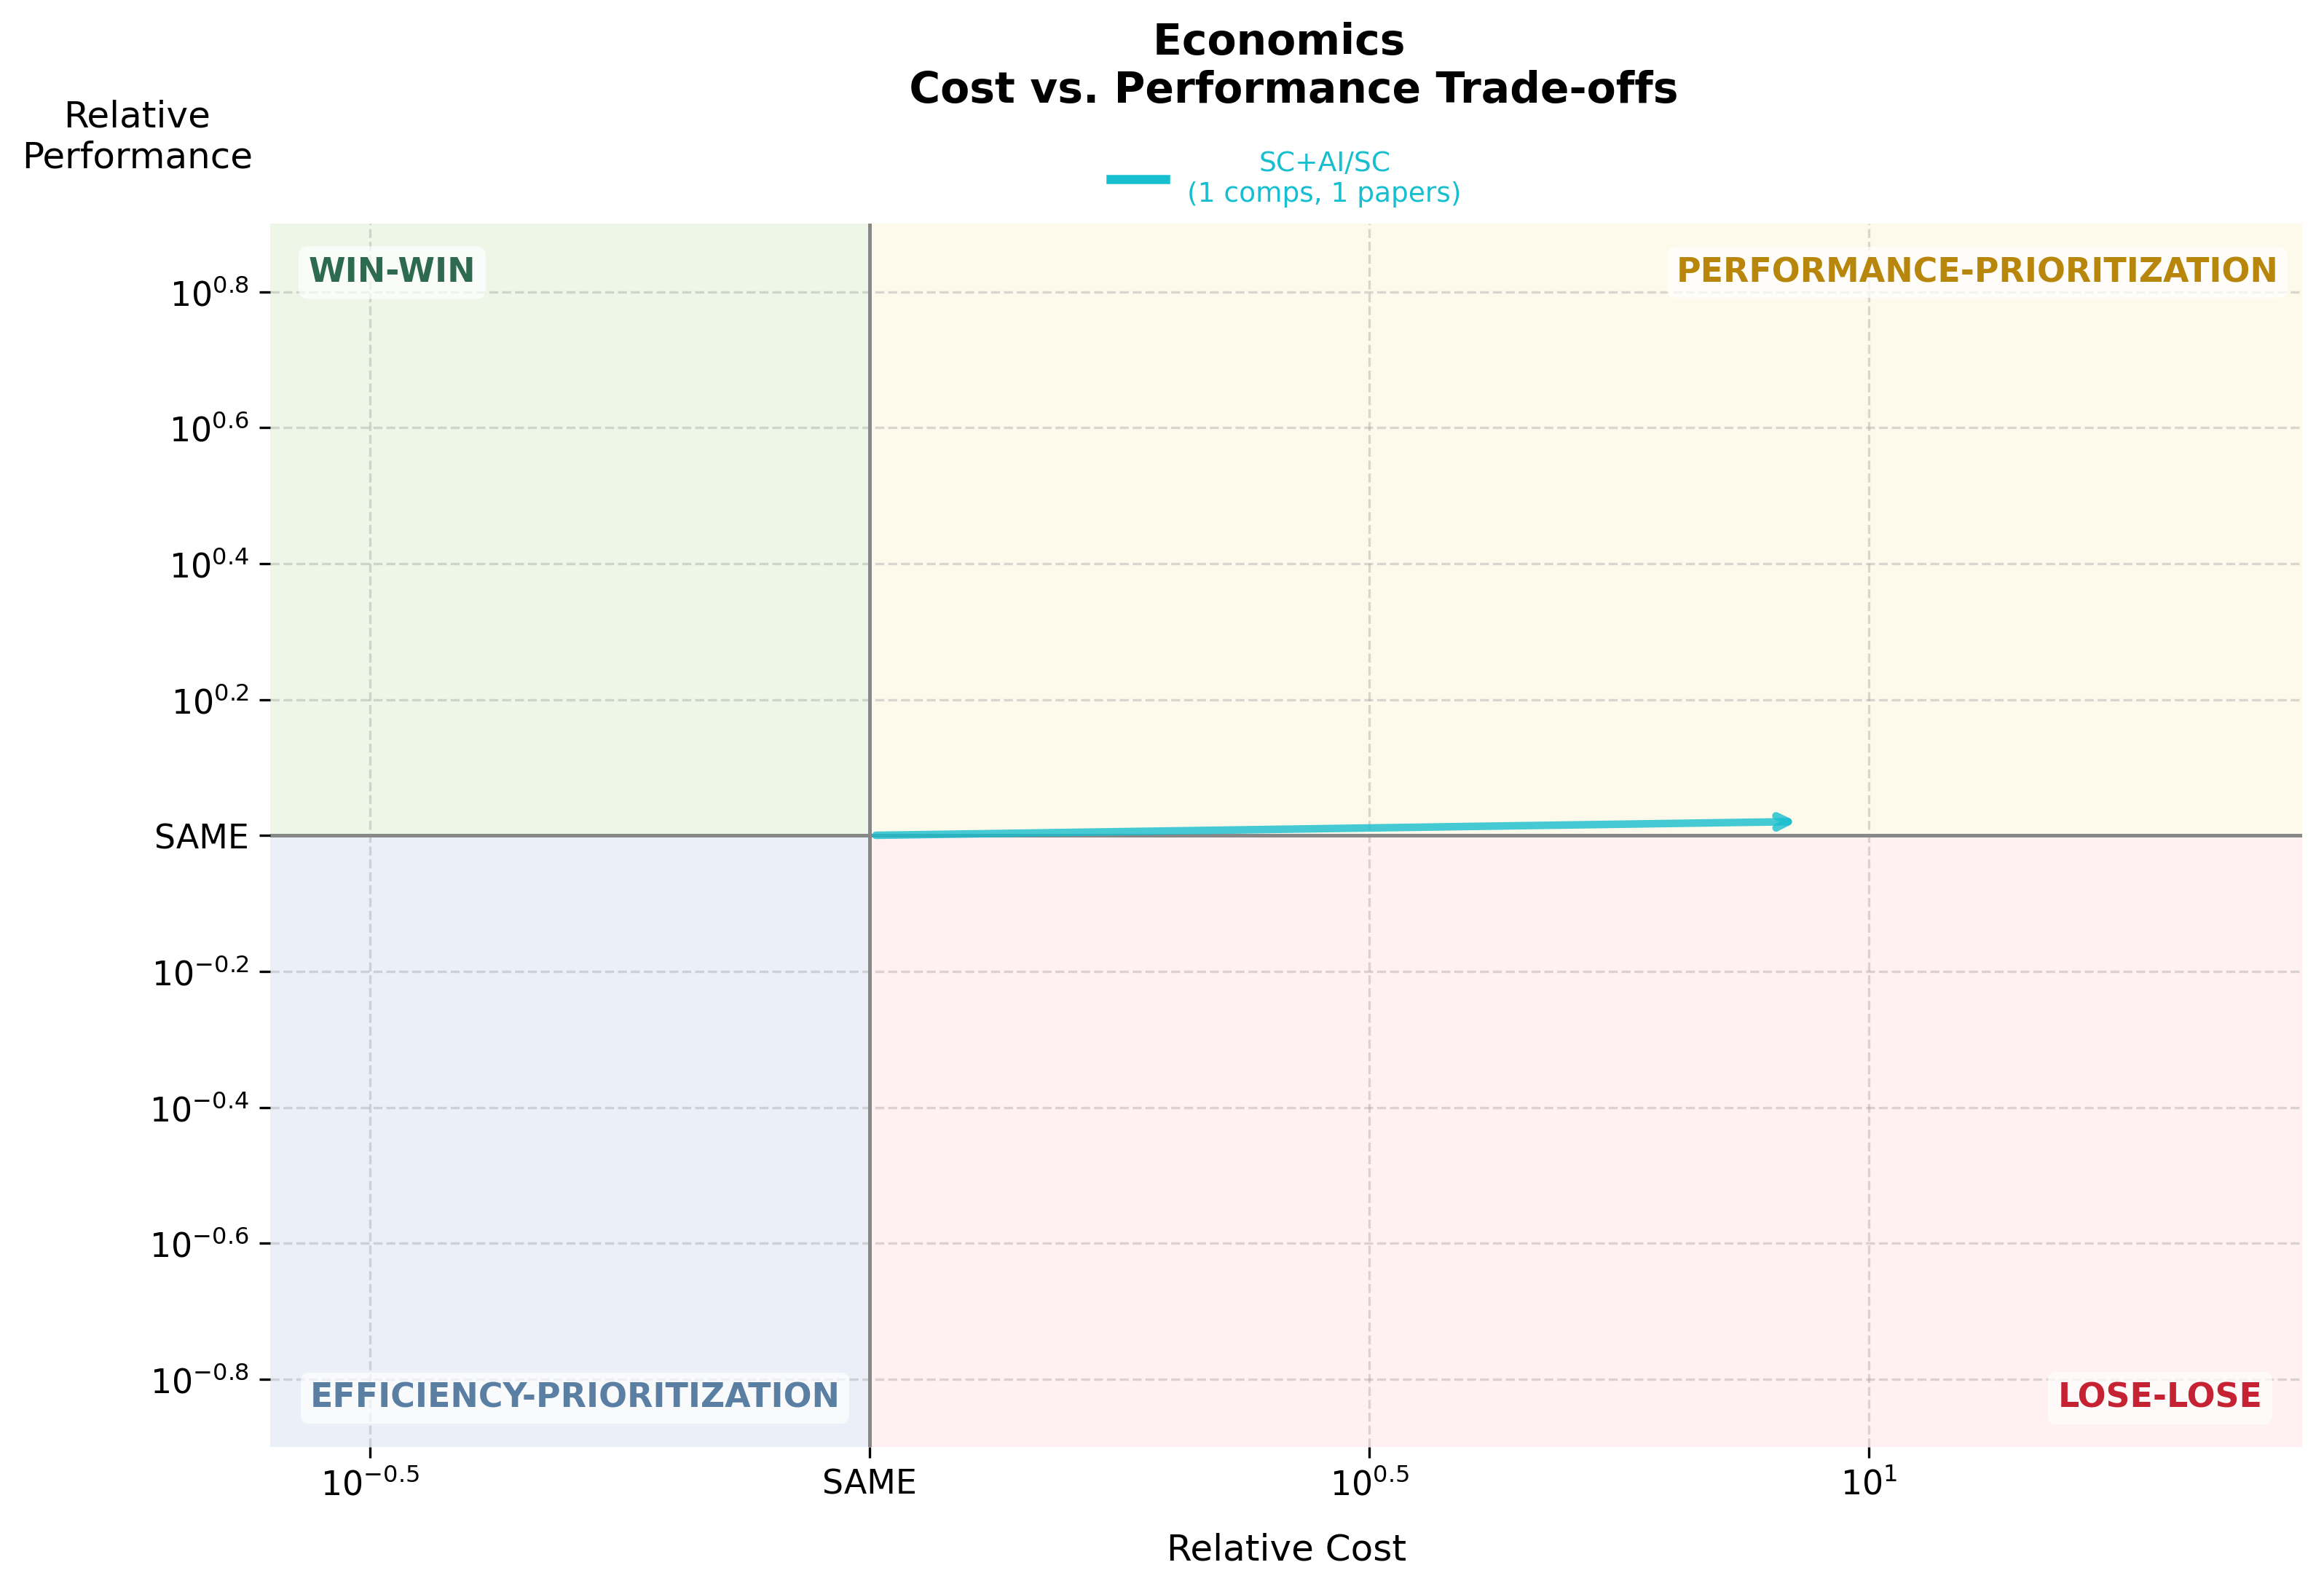 Economics
Cost vs. Performance Trade-offs
Relative
Performance
SC+AI/SC
(1 comps, 1 papers)
WIN-WIN
PERFORMANCE-PRIORITIZATION
10^0.8
10^0.6
10^0.4
10^0.2
SAME
10^−0.2
10^−0.4
10^−0.6
10^−0.8
EFFICIENCY-PRIORITIZATION
LOSE-LOSE
10^−0.5
SAME
10^0.5
10^1
Relative Cost